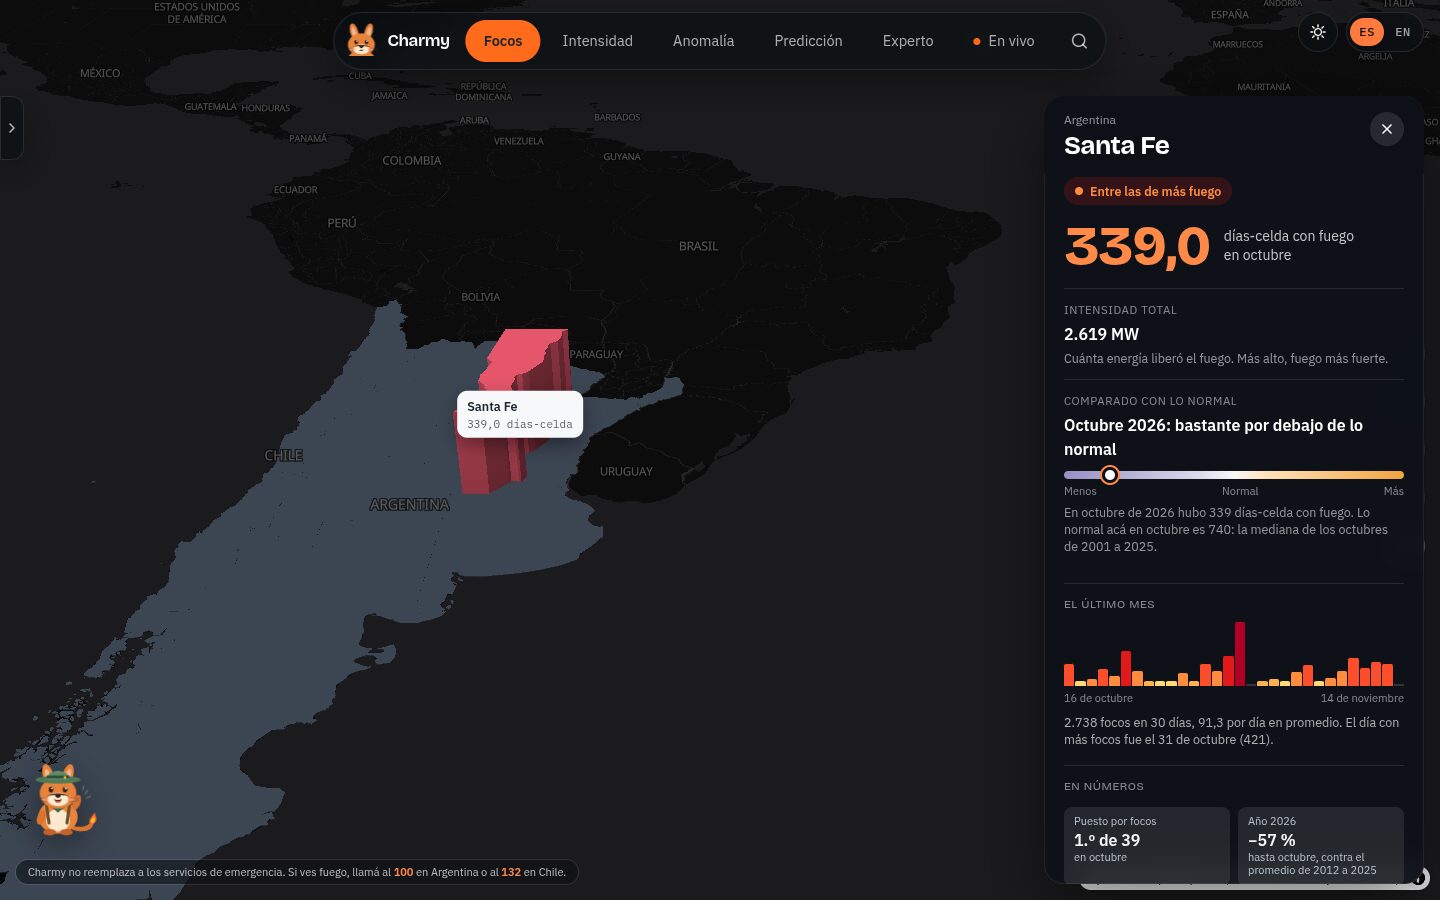 ESTADOS UNIDOS
DE AMÉRICA
MÉXICO
CUBA
JAMAICA
REPÚBLICA
DOMINICANA
GUATEMALA
HONDURAS
ARUBA
BARBADOS
PANAMÁ
VENEZUELA
GUYANA
COLOMBIA
ECUADOR
PERÚ
BRASIL
BOLIVIA
PARAGUAY
CHILE
URUGUAY
ARGENTINA
ANDORRA
ITALIA
ESPAÑA
MARRUECOS
ARGELIA
MAURITANIA
Charmy
Focos
Intensidad
Anomalía
Predicción
Experto
En vivo
ES
EN
Santa Fe
339,0 días-celda
Argentina
Santa Fe
Entre las de más fuego
339,0
días-celda con fuego
en octubre
INTENSIDAD TOTAL
2.619 MW
Cuánta energía liberó el fuego. Más alto, fuego más fuerte.
COMPARADO CON LO NORMAL
Octubre 2026: bastante por debajo de lo
normal
Menos
Normal
Más
En octubre de 2026 hubo 339 días-celda con fuego. Lo
normal acá en octubre es 740: la mediana de los octubres
de 2001 a 2025.
EL ÚLTIMO MES
16 de octubre
14 de noviembre
2.738 focos en 30 días, 91,3 por día en promedio. El día con
más focos fue el 31 de octubre (421).
EN NÚMEROS
Puesto por focos
1.º de 39
en octubre
Año 2026
−57 %
hasta octubre, contra el
promedio de 2012 a 2025
Charmy no reemplaza a los servicios de emergencia. Si ves fuego, llamá al 100 en Argentina o al 132 en Chile.